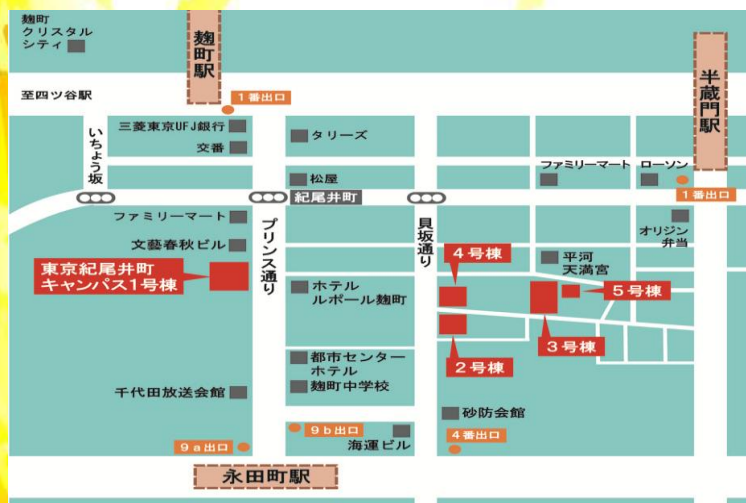 麹町
クリスタル
シティ
麹町駅
半蔵門駅
至四ツ谷駅
1番出口
いちょう坂
三菱東京UFJ銀行
交番
タリーズ
松屋
紀尾井町
ファミリーマート
ローソン
1番出口
ファミリーマート
文藝春秋ビル
プリンス通り
貝坂通り
オリジン
弁当
平河
天満宮
4号棟
5号棟
東京紀尾井町
キャンパス1号棟
ホテル
ルポール麹町
3号棟
2号棟
都市センター
ホテル
麹町中学校
千代田放送会館
砂防会館
9a出口
9b出口
海運ビル
4番出口
永田町駅